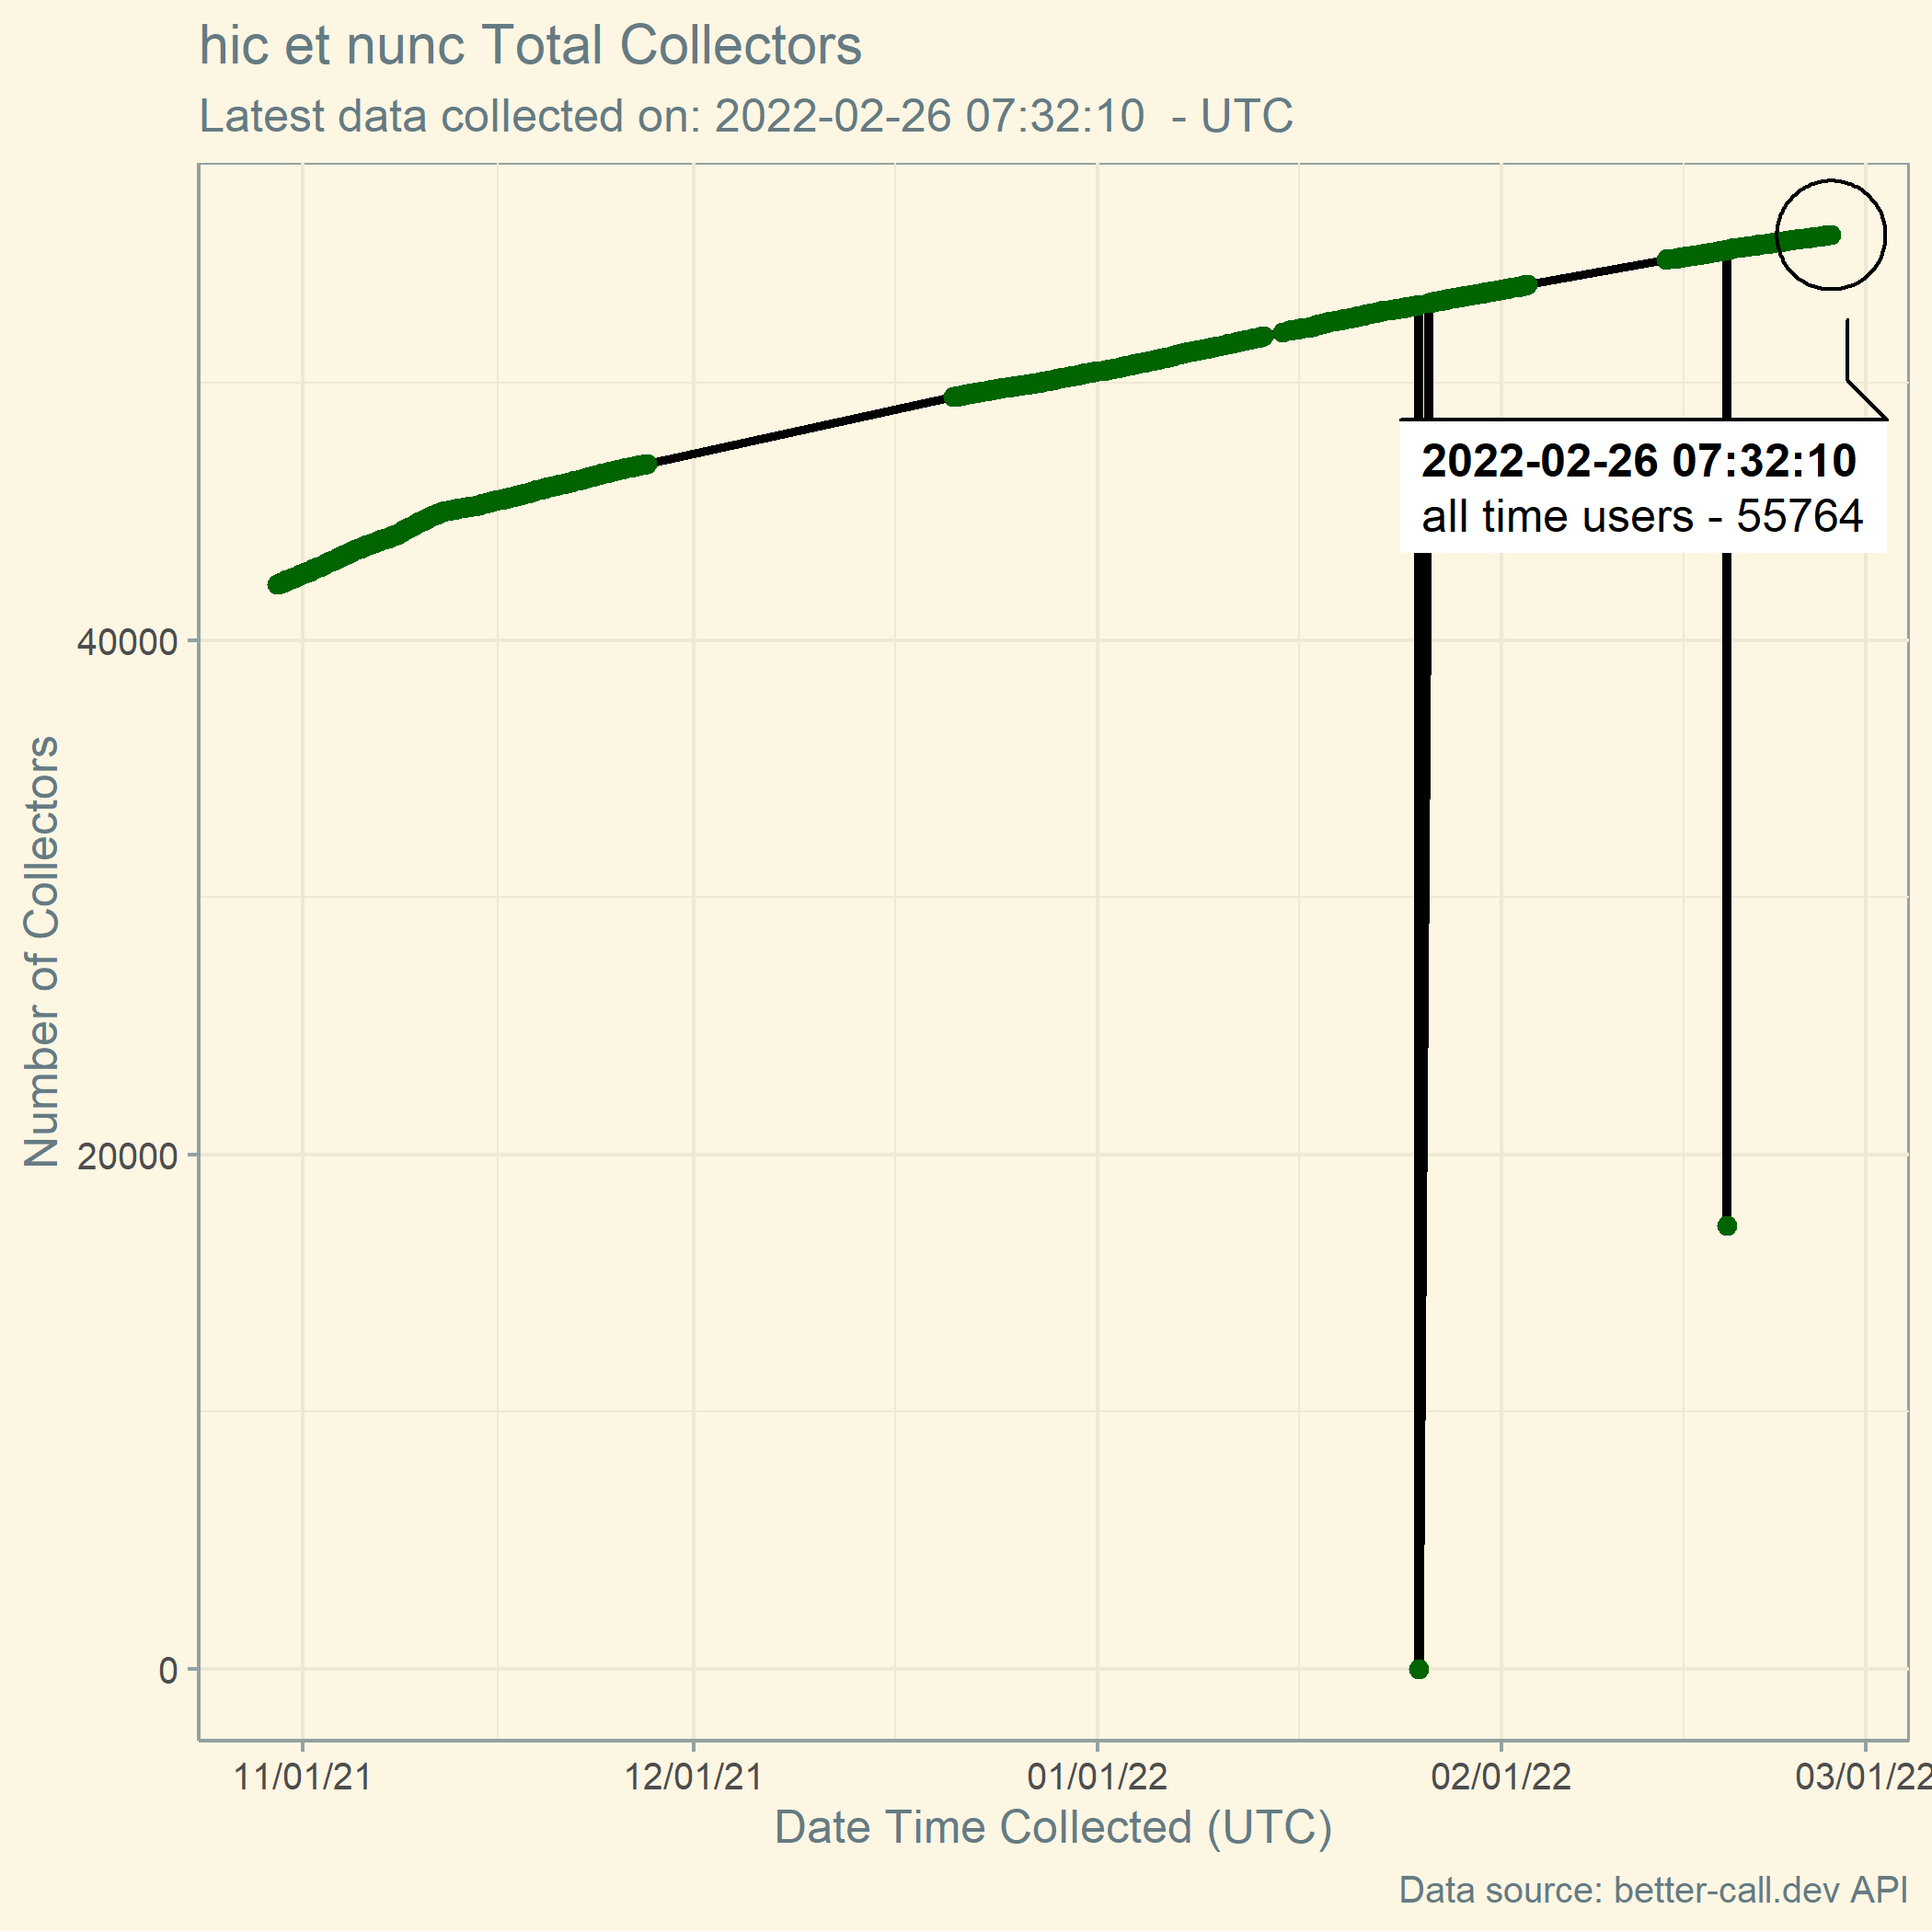 hic et nunc Total Collectors
Latest data collected on: 2022-02-26 07:32:10  - UTC
2022-02-26 07:32:10
all time users - 55764
Number of Collectors
40000
20000
0
11/01/21
12/01/21
01/01/22
02/01/22
03/01/22
Date Time Collected (UTC)
Data source: better-call.dev API